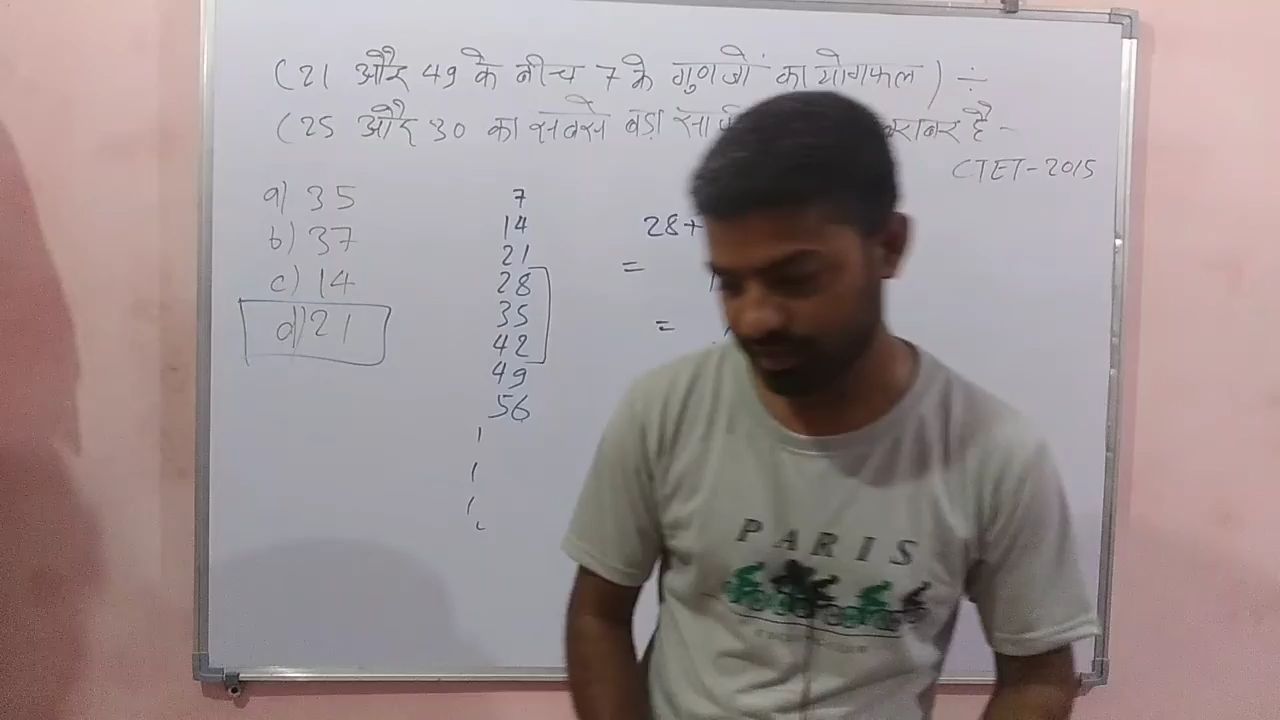 (21 और 49 के बीच 7 के गुणजों का योगफल) ÷
(25 और 30 का सबसे बड़ा बराबर है -
CTET-2015
a) 35
b) 37
c) 14
d) 21
7
14
21
28
35
42
49
56
28+
=
=
PARIS